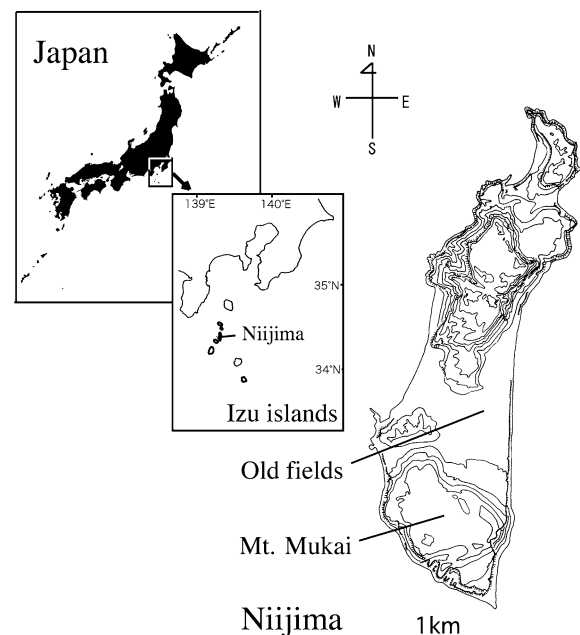 Japan
N
W E
S
139°E 140°E
35°N
Niijima
34°N
Izu islands
Old fields
Mt. Mukai
Niijima
1km